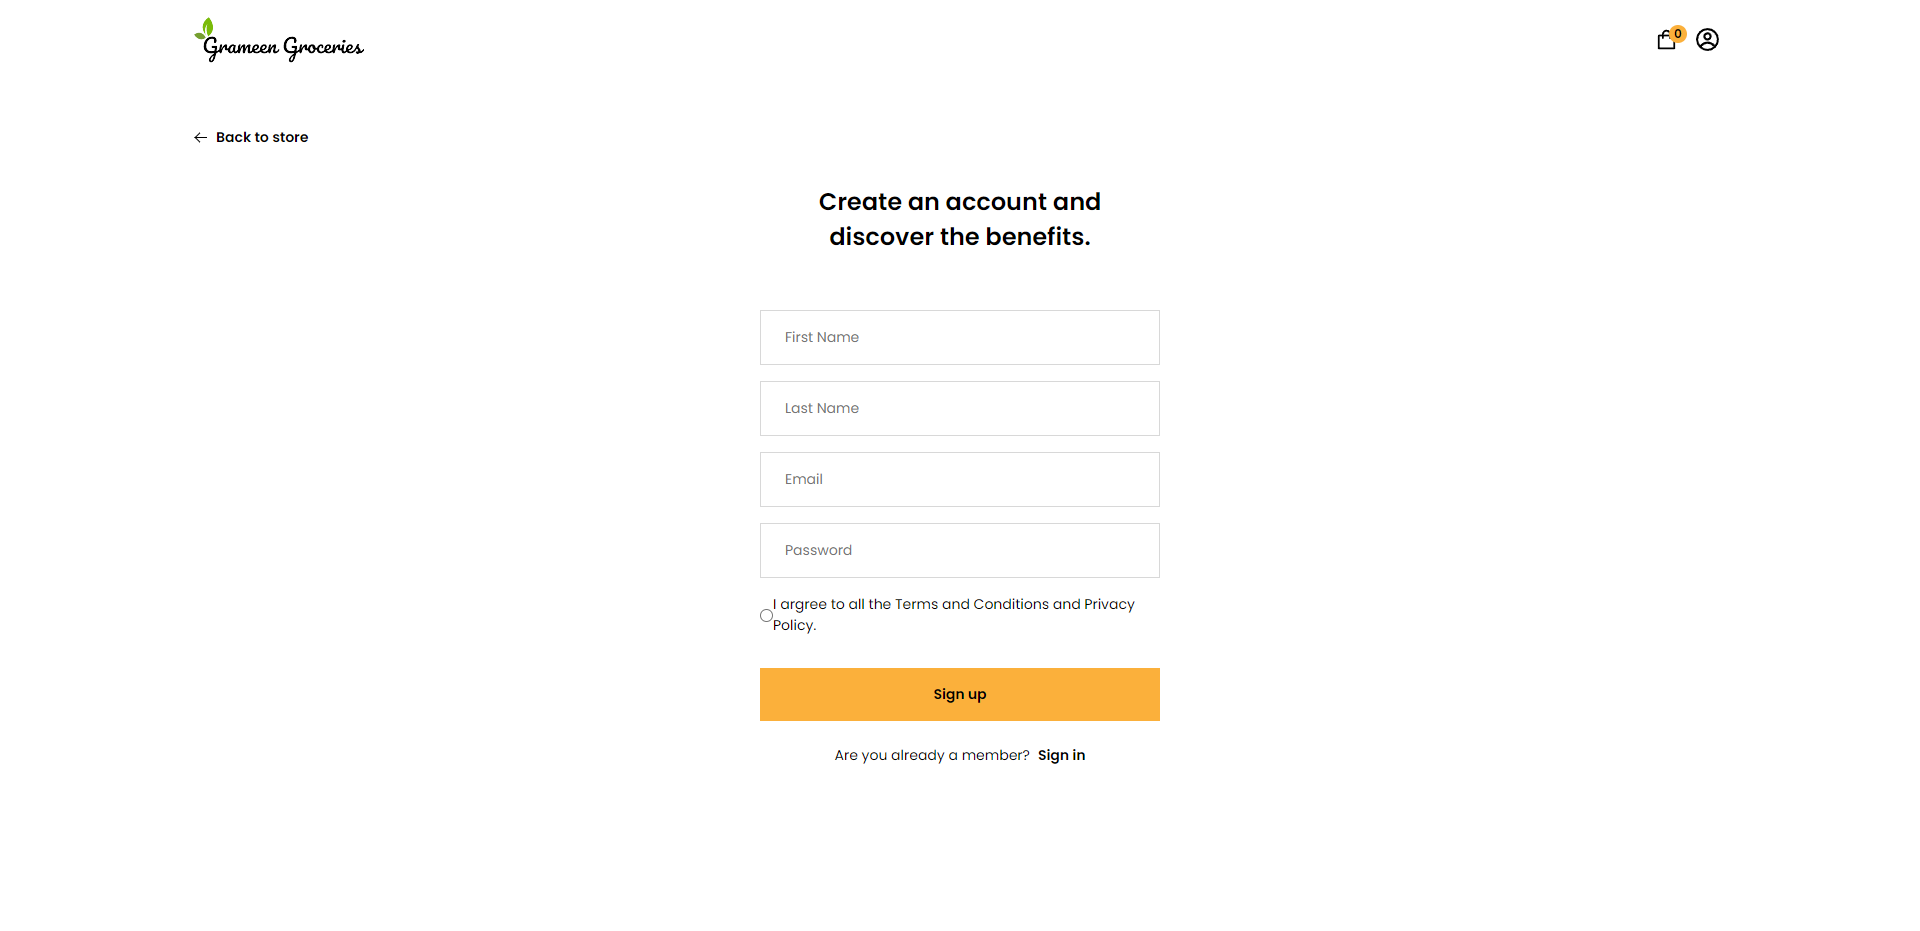 Grameen Groceries
0
Back to store
Create an account and
discover the benefits.
First Name
Last Name
Email
Password
I argree to all the Terms and Conditions and Privacy
Policy.
Sign up
Are you already a member? Sign in